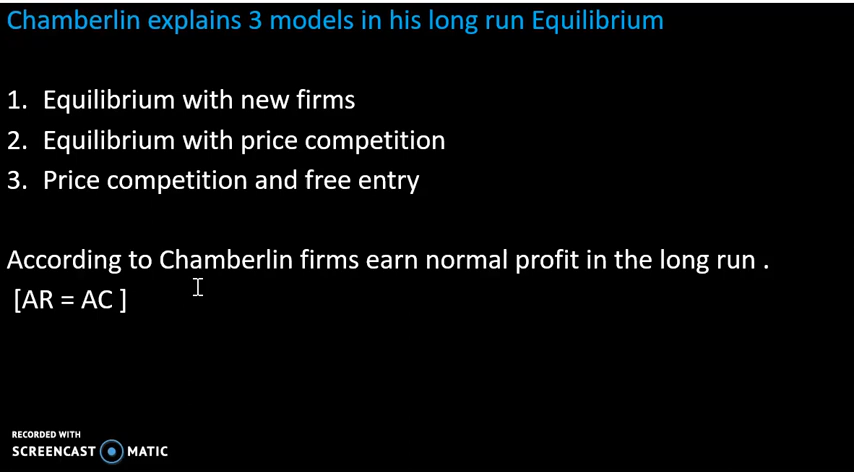 Chamberlin explains 3 models in his long run Equilibrium
1. Equilibrium with new firms
2. Equilibrium with price competition
3. Price competition and free entry
According to Chamberlin firms earn normal profit in the long run .
[AR = AC ]
RECORDED WITH
SCREENCAST MATIC